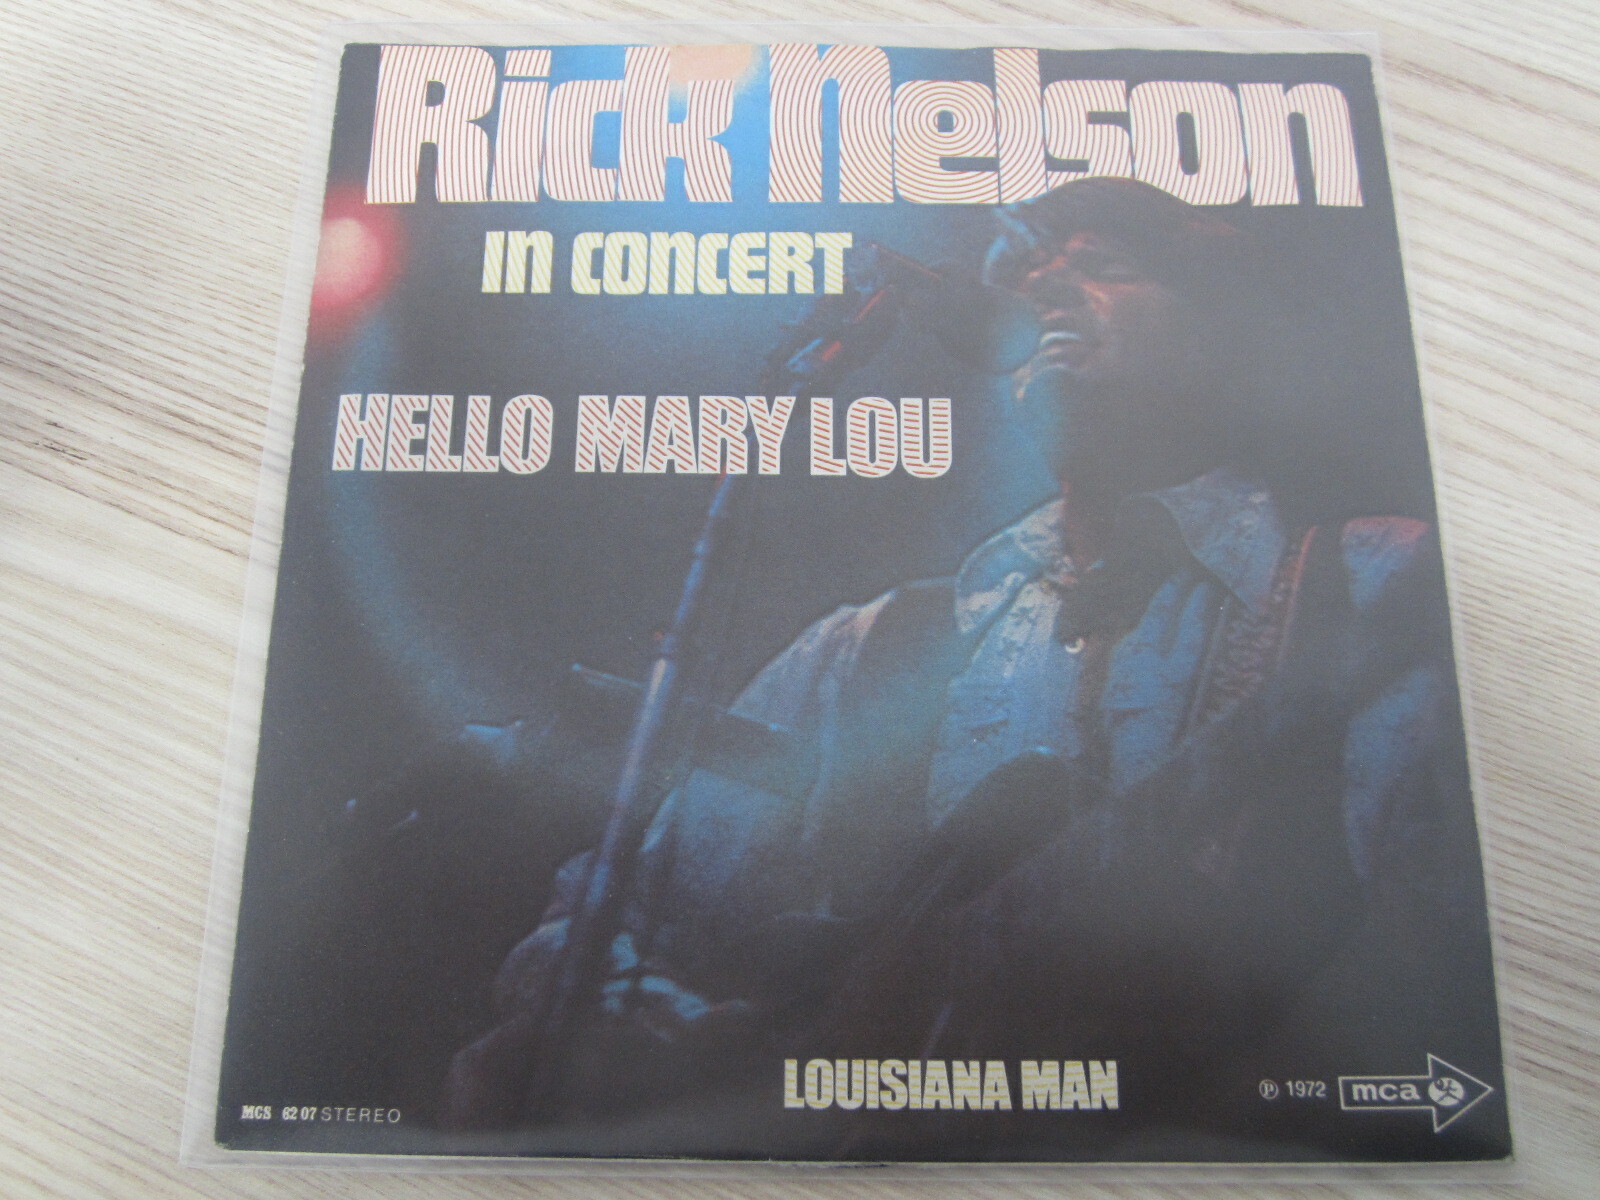 Rick Nelson
IN CONCERT
HELLO MARY LOU
LOUISIANA MAN
MCS 62 07 STEREO
℗ 1972 mca